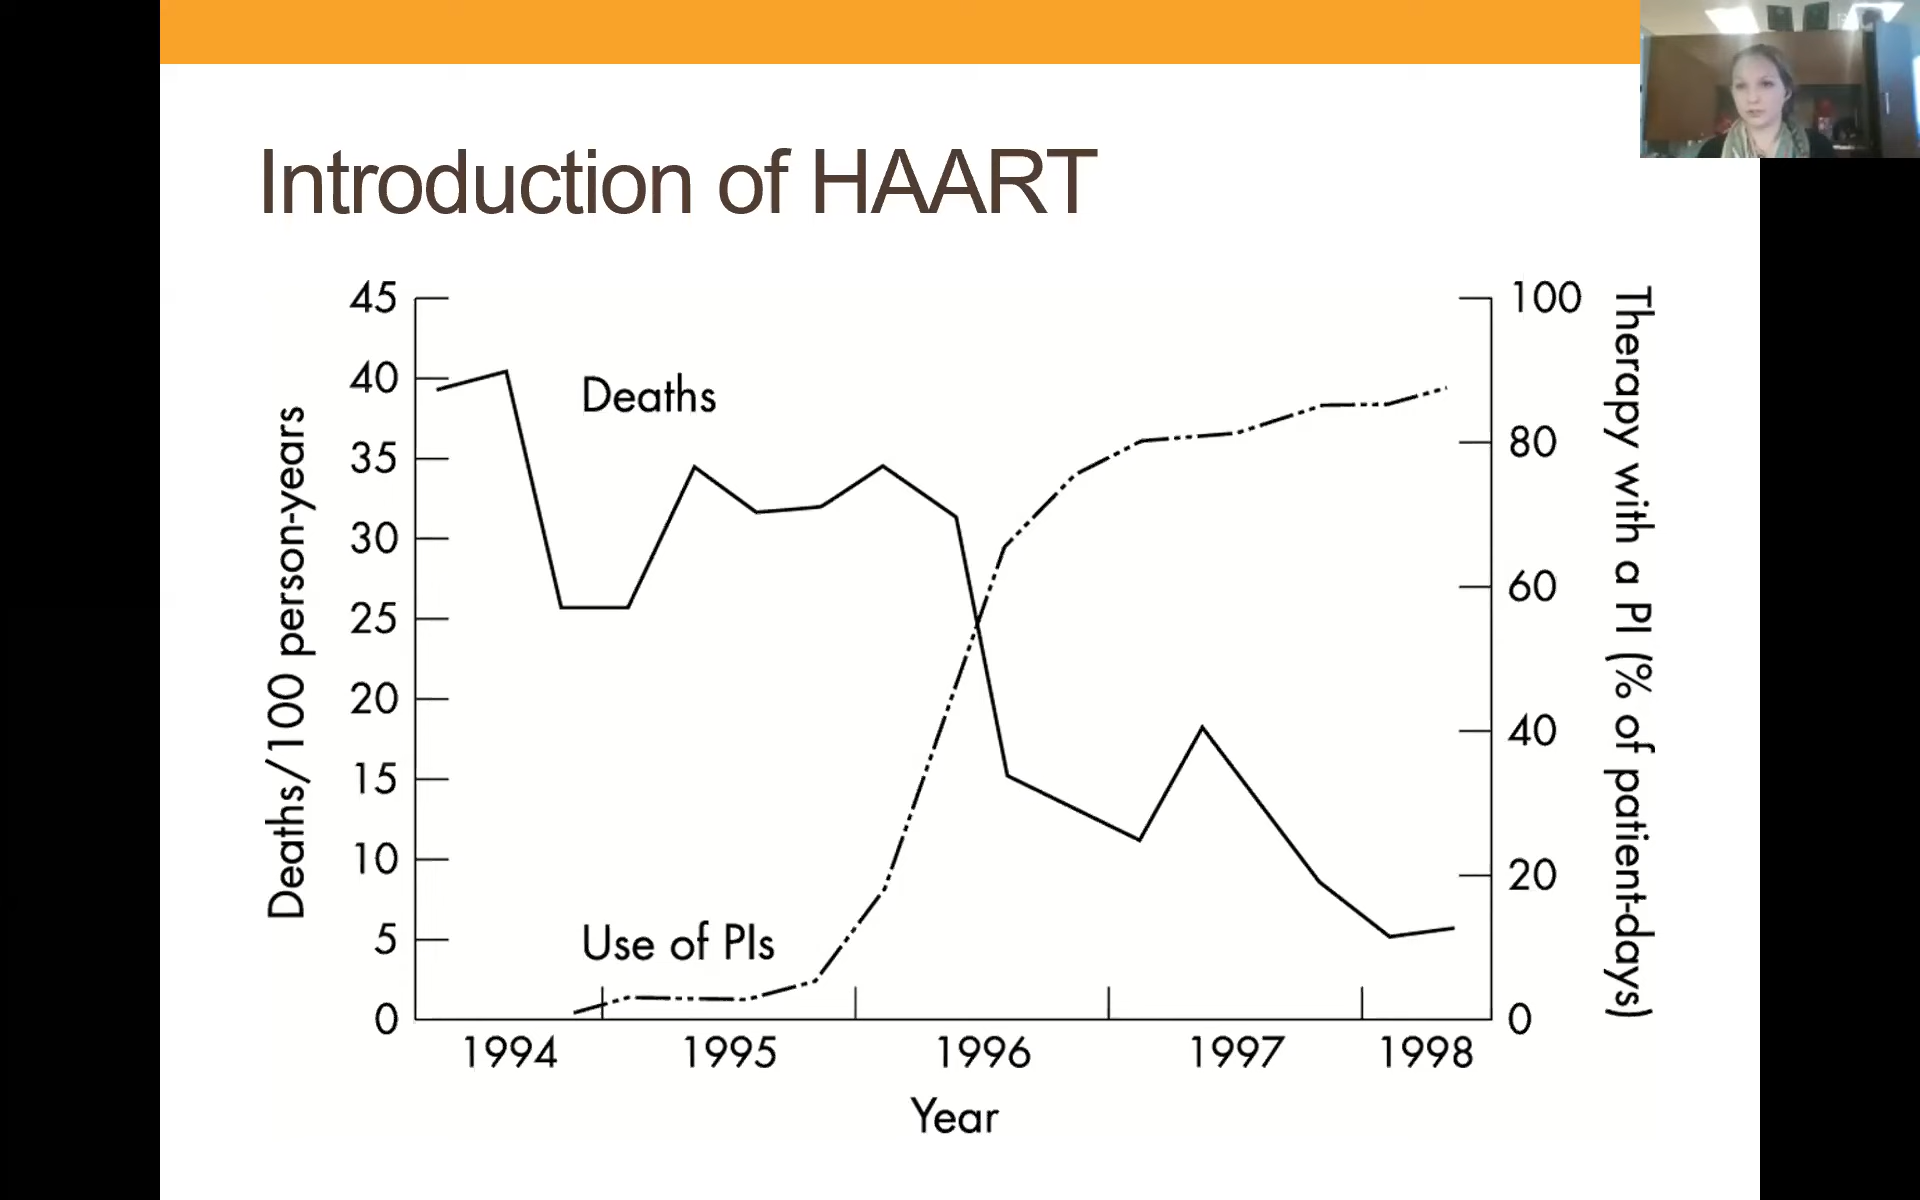 Introduction of HAART
Deaths/100 person-years
45
40
35
30
25
20
15
10
5
0
Deaths
Use of PIs
100
80
60
40
20
0
Therapy with a PI (% of patient-days)
1994 1995 1996 1997 1998
Year